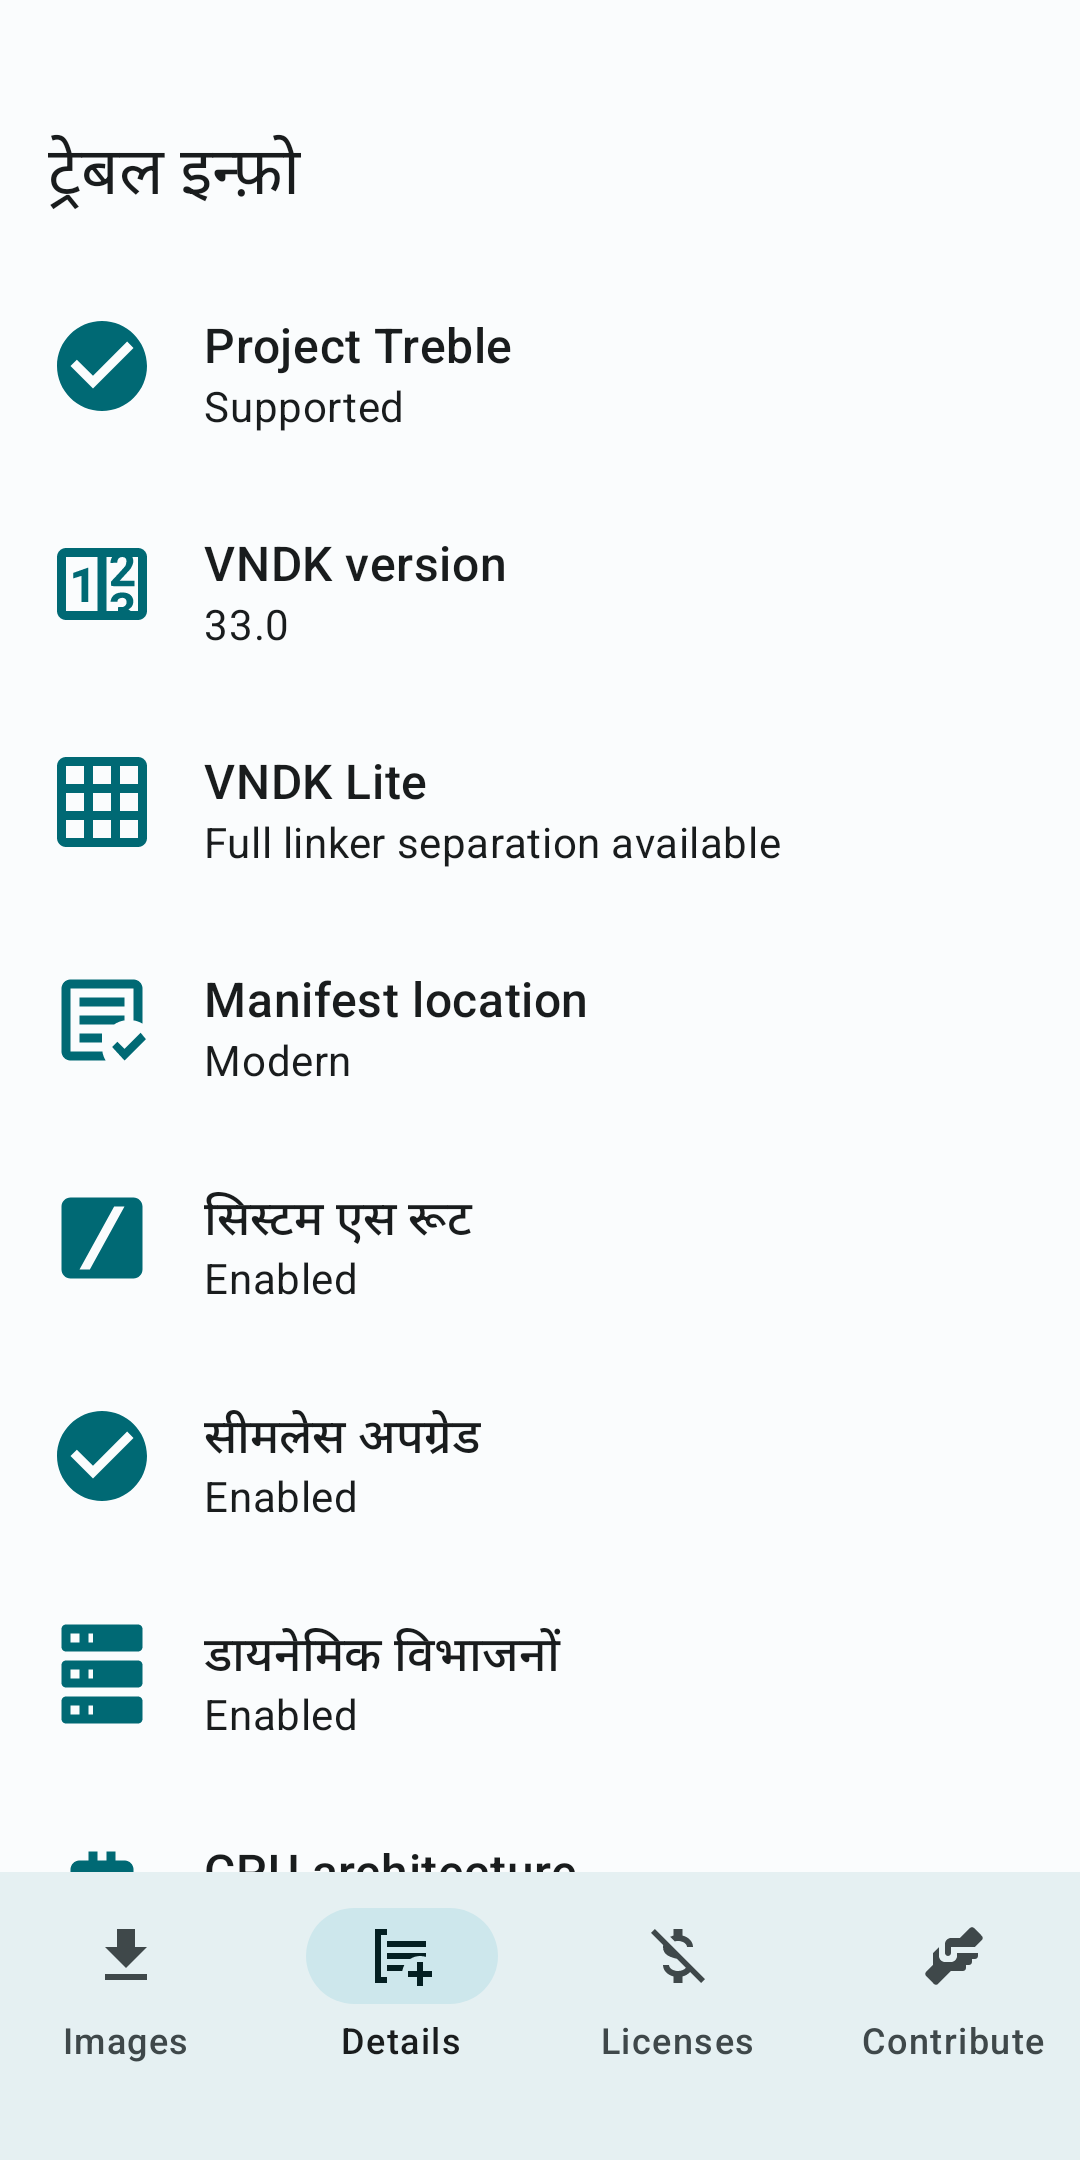 ट्रेबल इन्फ़ो
Project Treble
Supported
VNDK version
33.0
VNDK Lite
Full linker separation available
Manifest location
Modern
सिस्टम एस रूट
Enabled
सीमलेस अपग्रेड
Enabled
डायनेमिक विभाजनों
Enabled
CPU architecture
Images
Details
Licenses
Contribute